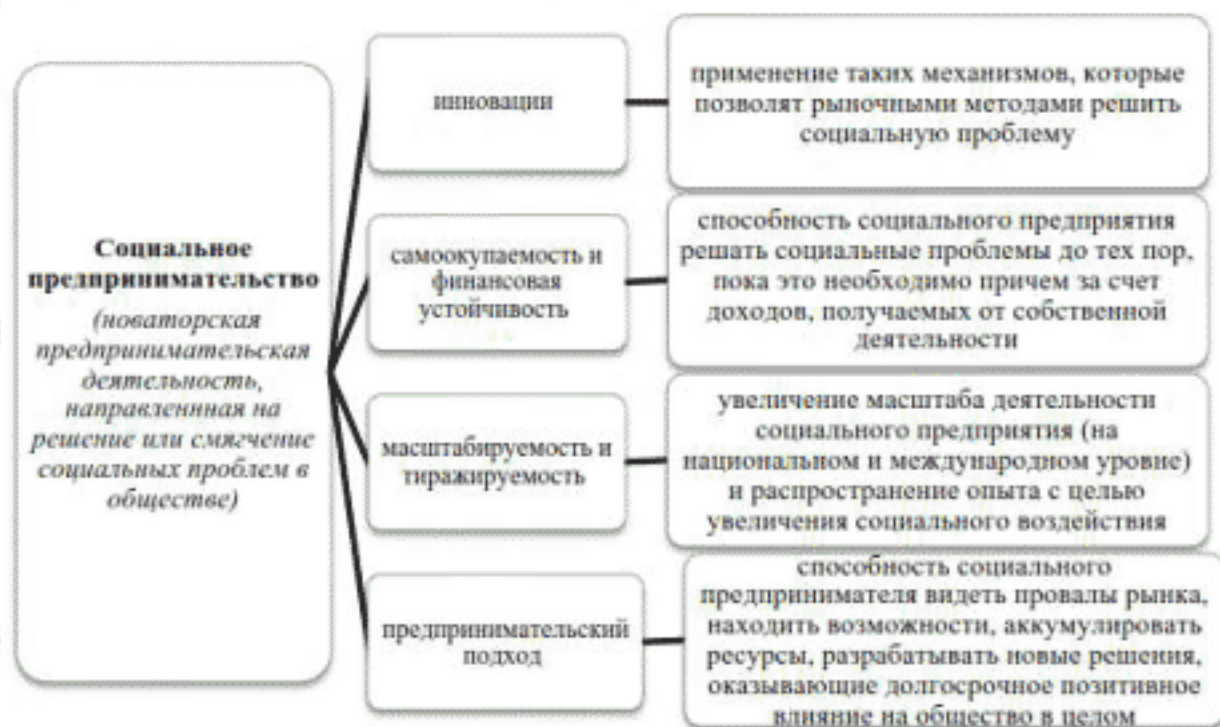 Социальное
предпринимательство
(новаторская
предпринимательская
деятельность,
направленнная на
решение или смягчение
социальных проблем в
обществе)
инновации
применение таких механизмов, которые
позволят рыночными методами решить
социальную проблему
самоокупаемость и
финансовая
устойчивость
способность социального предприятия
решать социальные проблемы до тех пор,
пока это необходимо причем за счет
доходов, получаемых от собственной
деятельности
масштабируемость и
тиражируемость
увеличение масштаба деятельности
социального предприятия (на
национальном и международном уровне)
и распространение опыта с целью
увеличения социального воздействия
предпринимательский
подход
способность социального
предпринимателя видеть провалы рынка,
находить возможности, аккумулировать
ресурсы, разрабатывать новые решения,
оказывающие долгосрочное позитивное
влияние на общество в целом